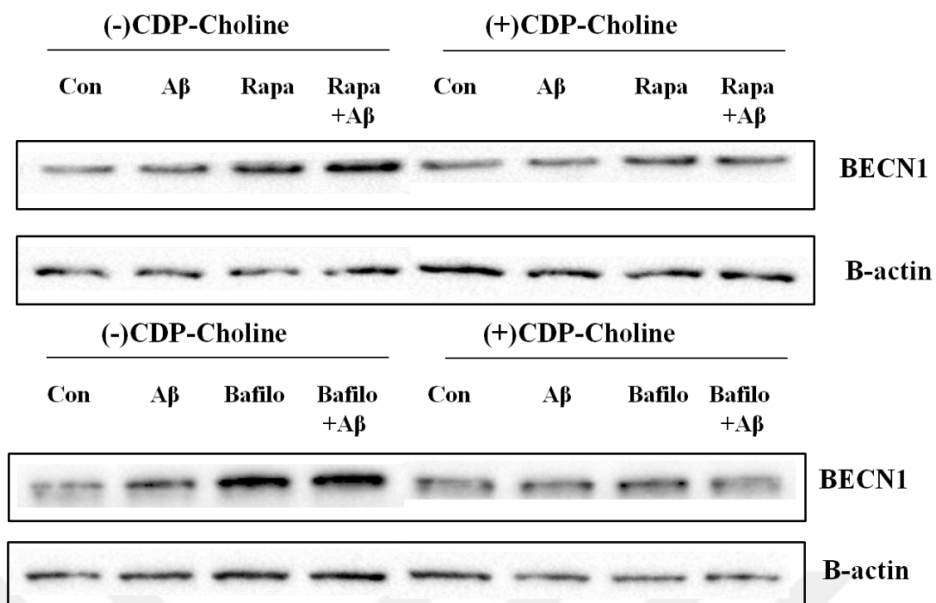 (-)CDP-Choline (+)CDP-Choline
Con Aβ Rapa Rapa Con Aβ Rapa Rapa
+Aβ +Aβ
BECN1
B-actin
(-)CDP-Choline (+)CDP-Choline
Con Aβ Bafilo Bafilo Con Aβ Bafilo Bafilo
+Aβ +Aβ
BECN1
B-actin